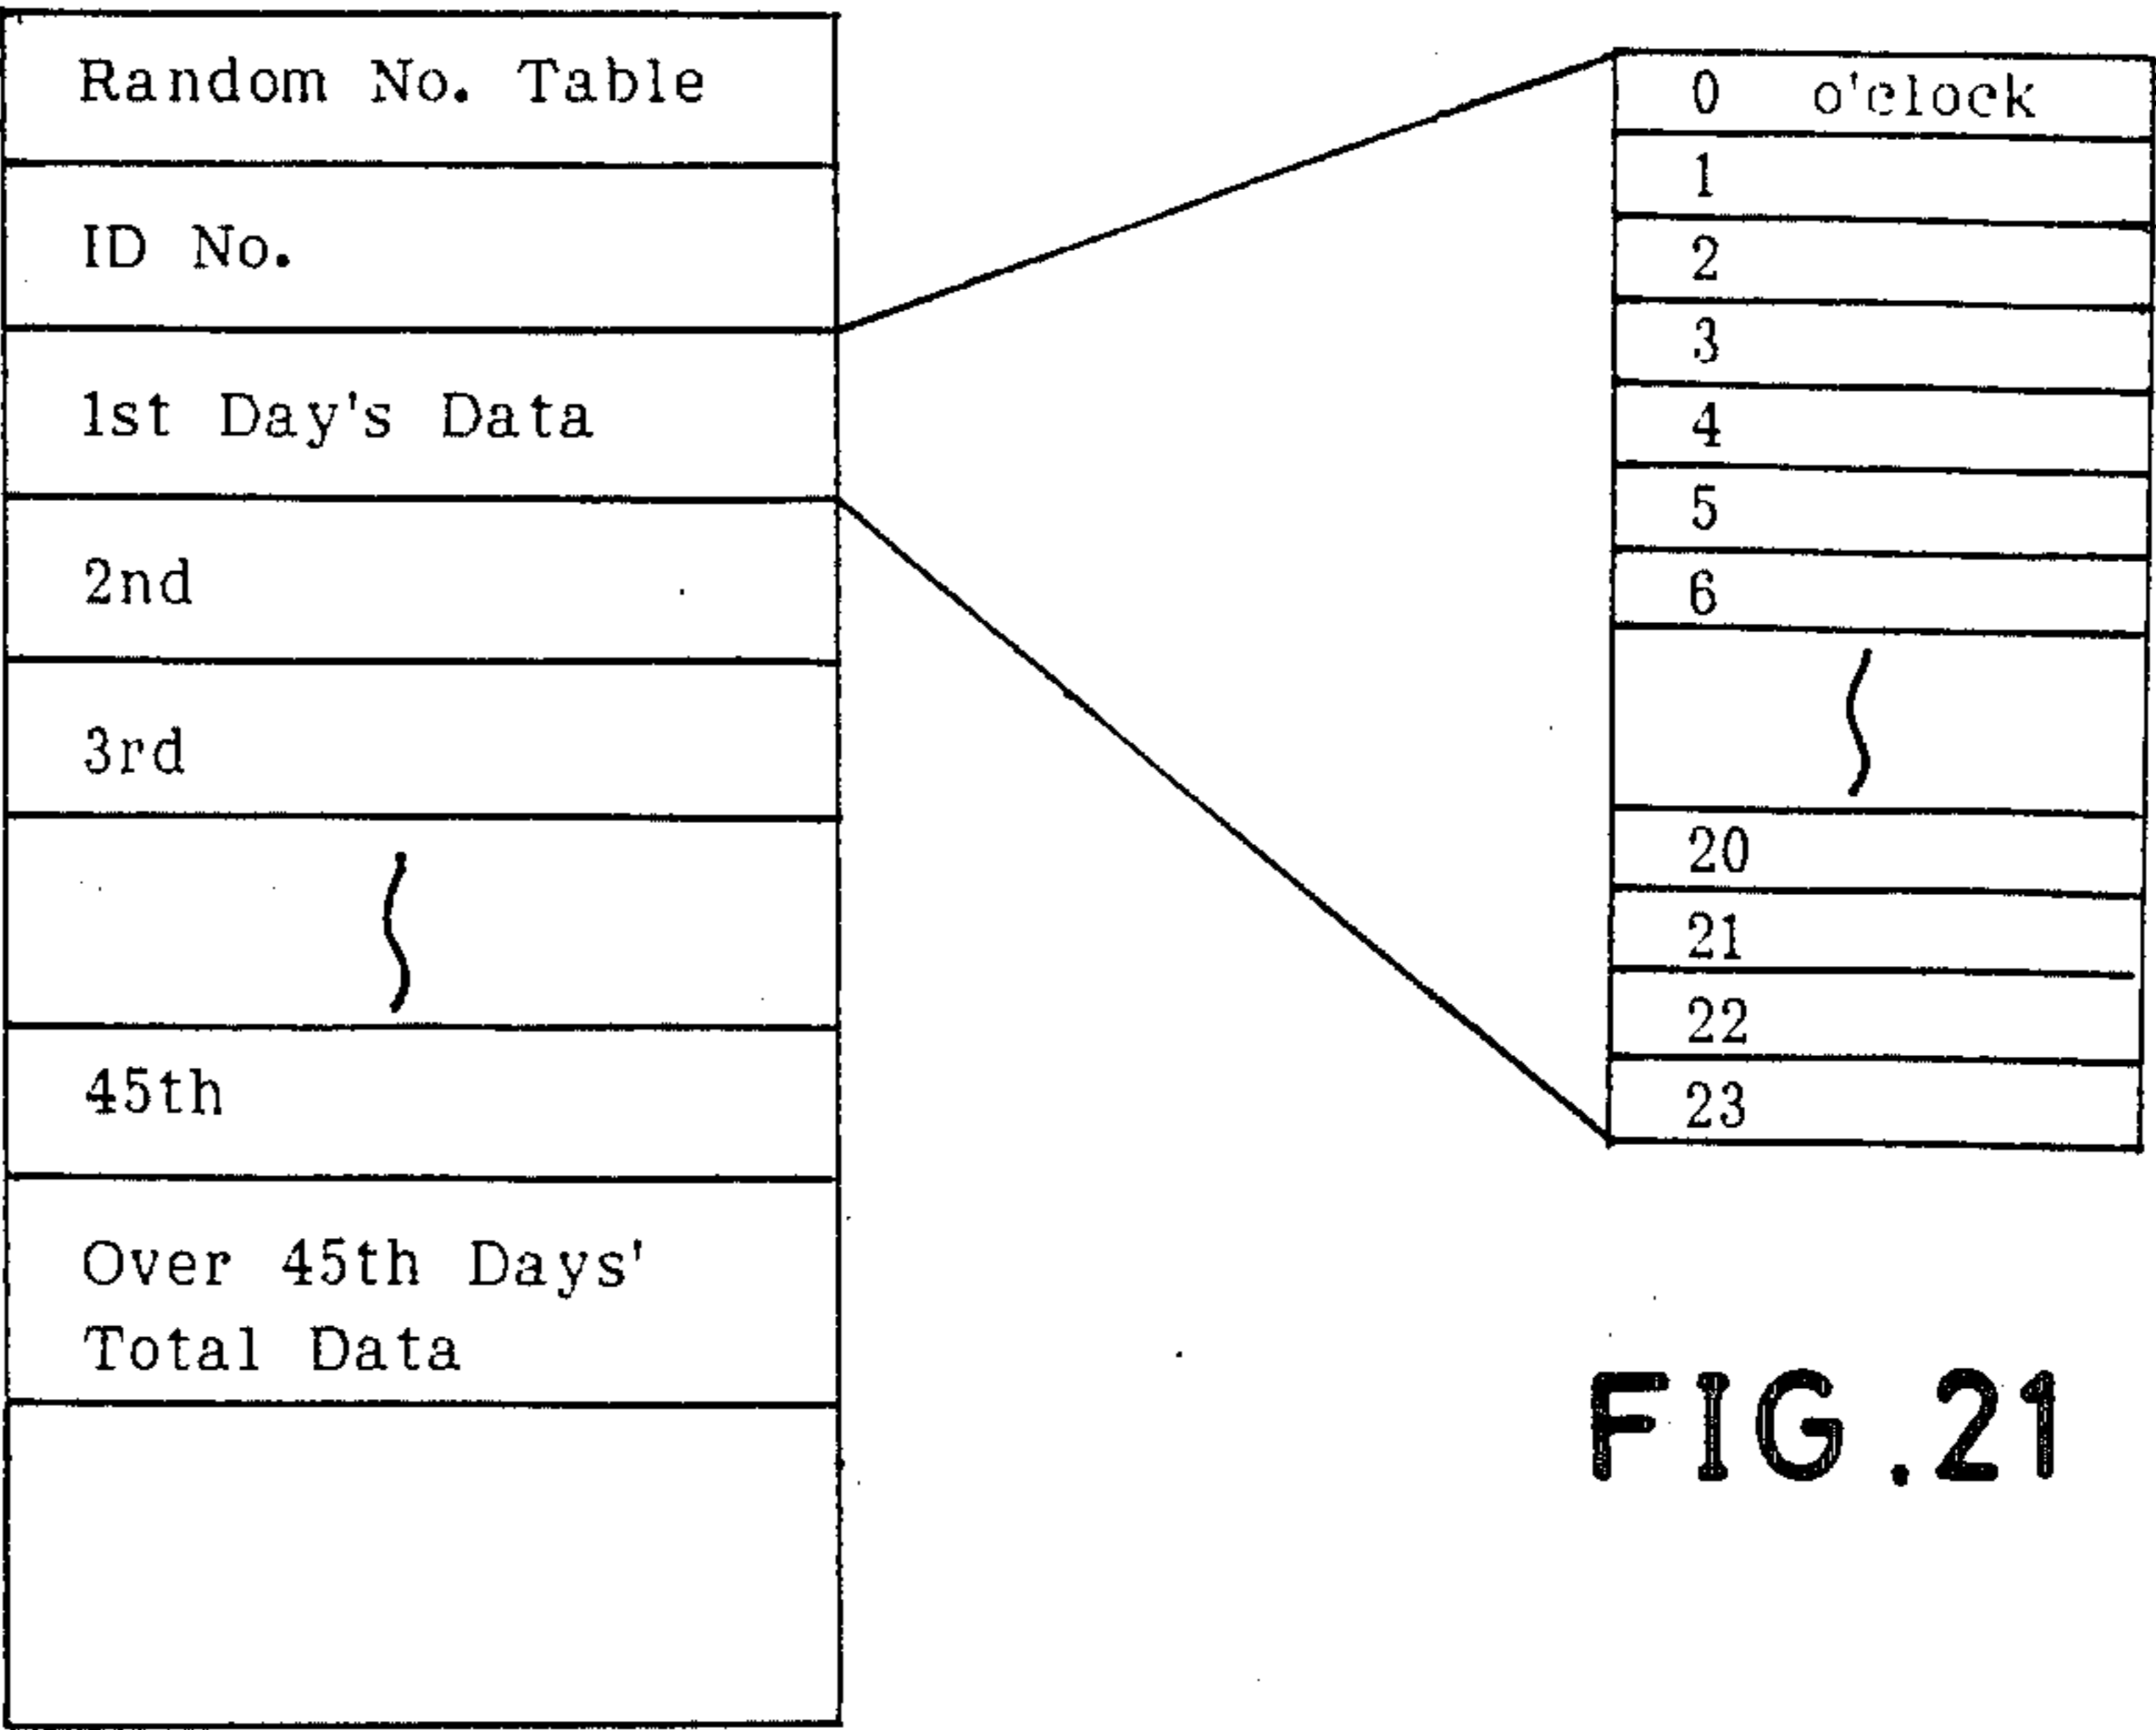 Random No. Table
ID No.
1st Day's Data
2nd
3rd
45th
Over 45th Days'
Total Data
0 o'clock
1
2
3
4
5
6
20
21
22
23
FIG.21